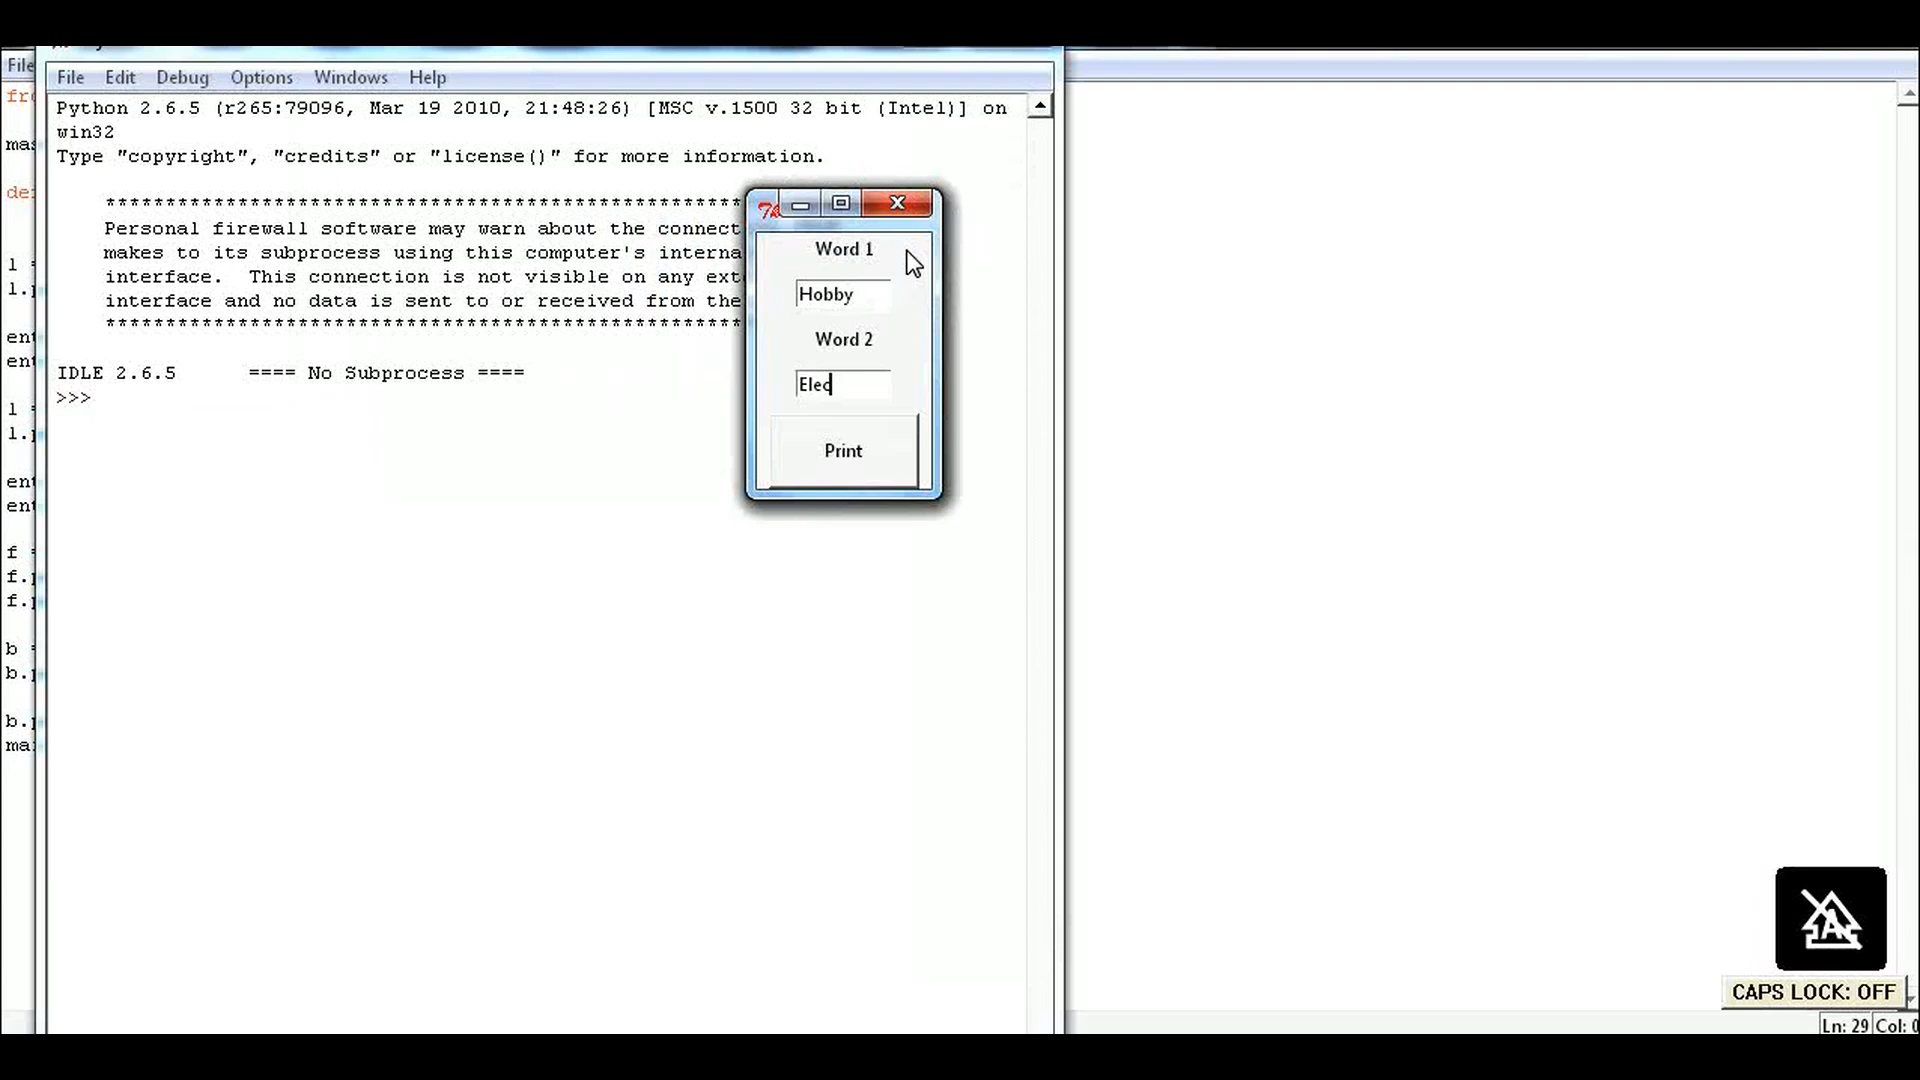 File
File Edit Debug Options Windows Help
Python 2.6.5 (r265:79096, Mar 19 2010, 21:48:26) [MSC v.1500 32 bit (Intel)] on
win32
Type "copyright", "credits" or "license()" for more information.
****************************************************
Personal firewall software may warn about the
makes to its subprocess using this computer's
interface. This connection is not visible on any
interface and no data is sent to or received from the
****************************************************
IDLE 2.6.5 ==== No Subprocess ====
>>>
Word 1
Hobby
Word 2
Elec
Print
l =
f =
b =
CAPS LOCK: OFF
Ln: 29 Col: 0